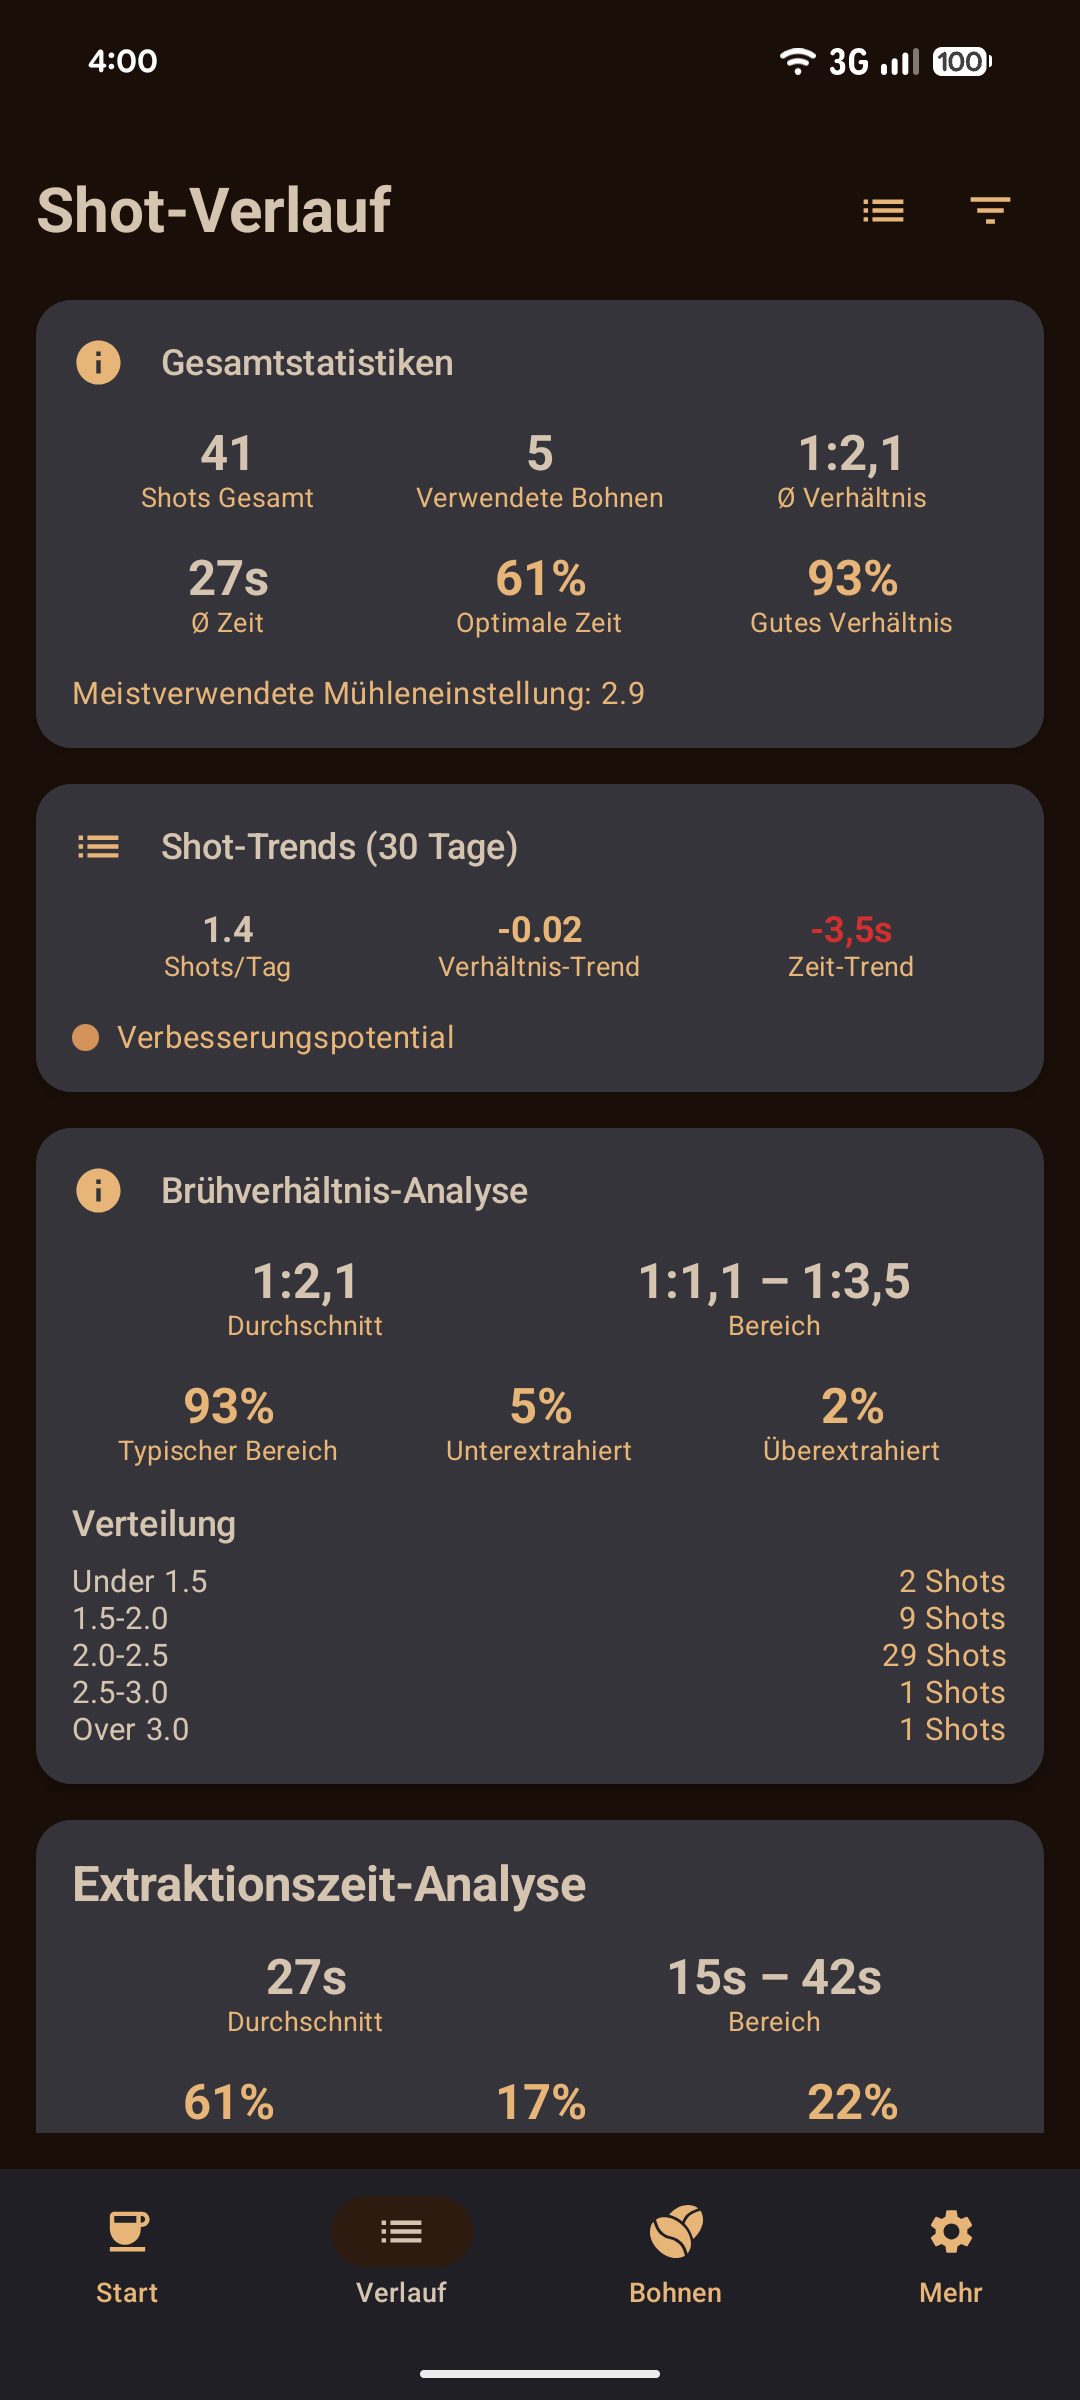 4:00
3G
100
Shot-Verlauf
Gesamtstatistiken
41
5
1:2,1
Shots Gesamt
Verwendete Bohnen
Ø Verhältnis
27s
61%
93%
Ø Zeit
Optimale Zeit
Gutes Verhältnis
Meistverwendete Mühleneinstellung: 2.9
Shot-Trends (30 Tage)
1.4
-0.02
-3,5s
Shots/Tag
Verhältnis-Trend
Zeit-Trend
Verbesserungspotential
Brühverhältnis-Analyse
1:2,1
1:1,1 – 1:3,5
Durchschnitt
Bereich
93%
5%
2%
Typischer Bereich
Unterextrahiert
Überextrahiert
Verteilung
Under 1.5 2 Shots
1.5-2.0 9 Shots
2.0-2.5 29 Shots
2.5-3.0 1 Shots
Over 3.0 1 Shots
Extraktionszeit-Analyse
27s
15s – 42s
Durchschnitt
Bereich
61%
17%
22%
Start
Verlauf
Bohnen
Mehr